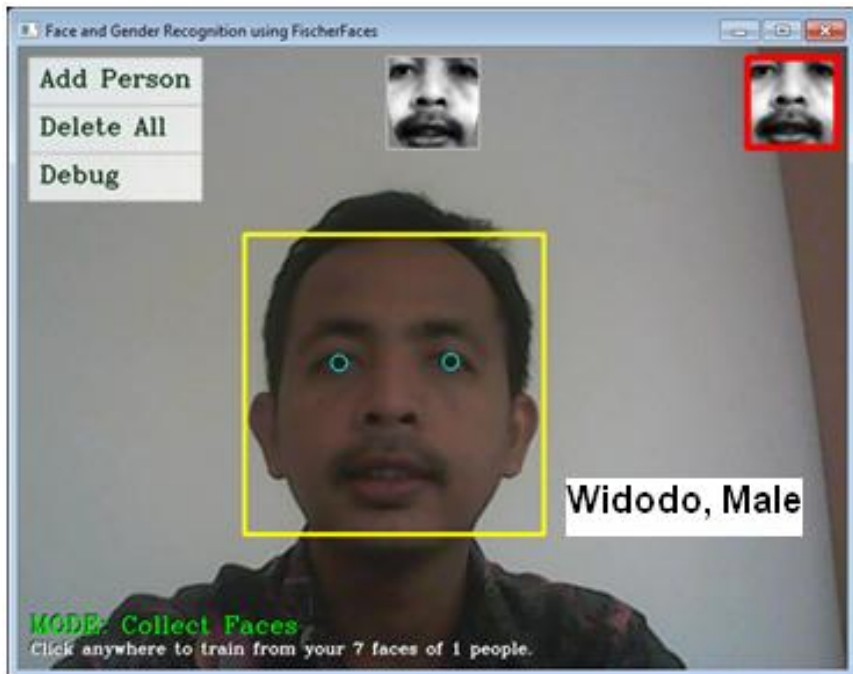 Face and Gender Recognition using FischerFaces
Add Person
Delete All
Debug
Widodo, Male
MODE: Collect Faces
Click anywhere to train from your 7 faces of 1 people.